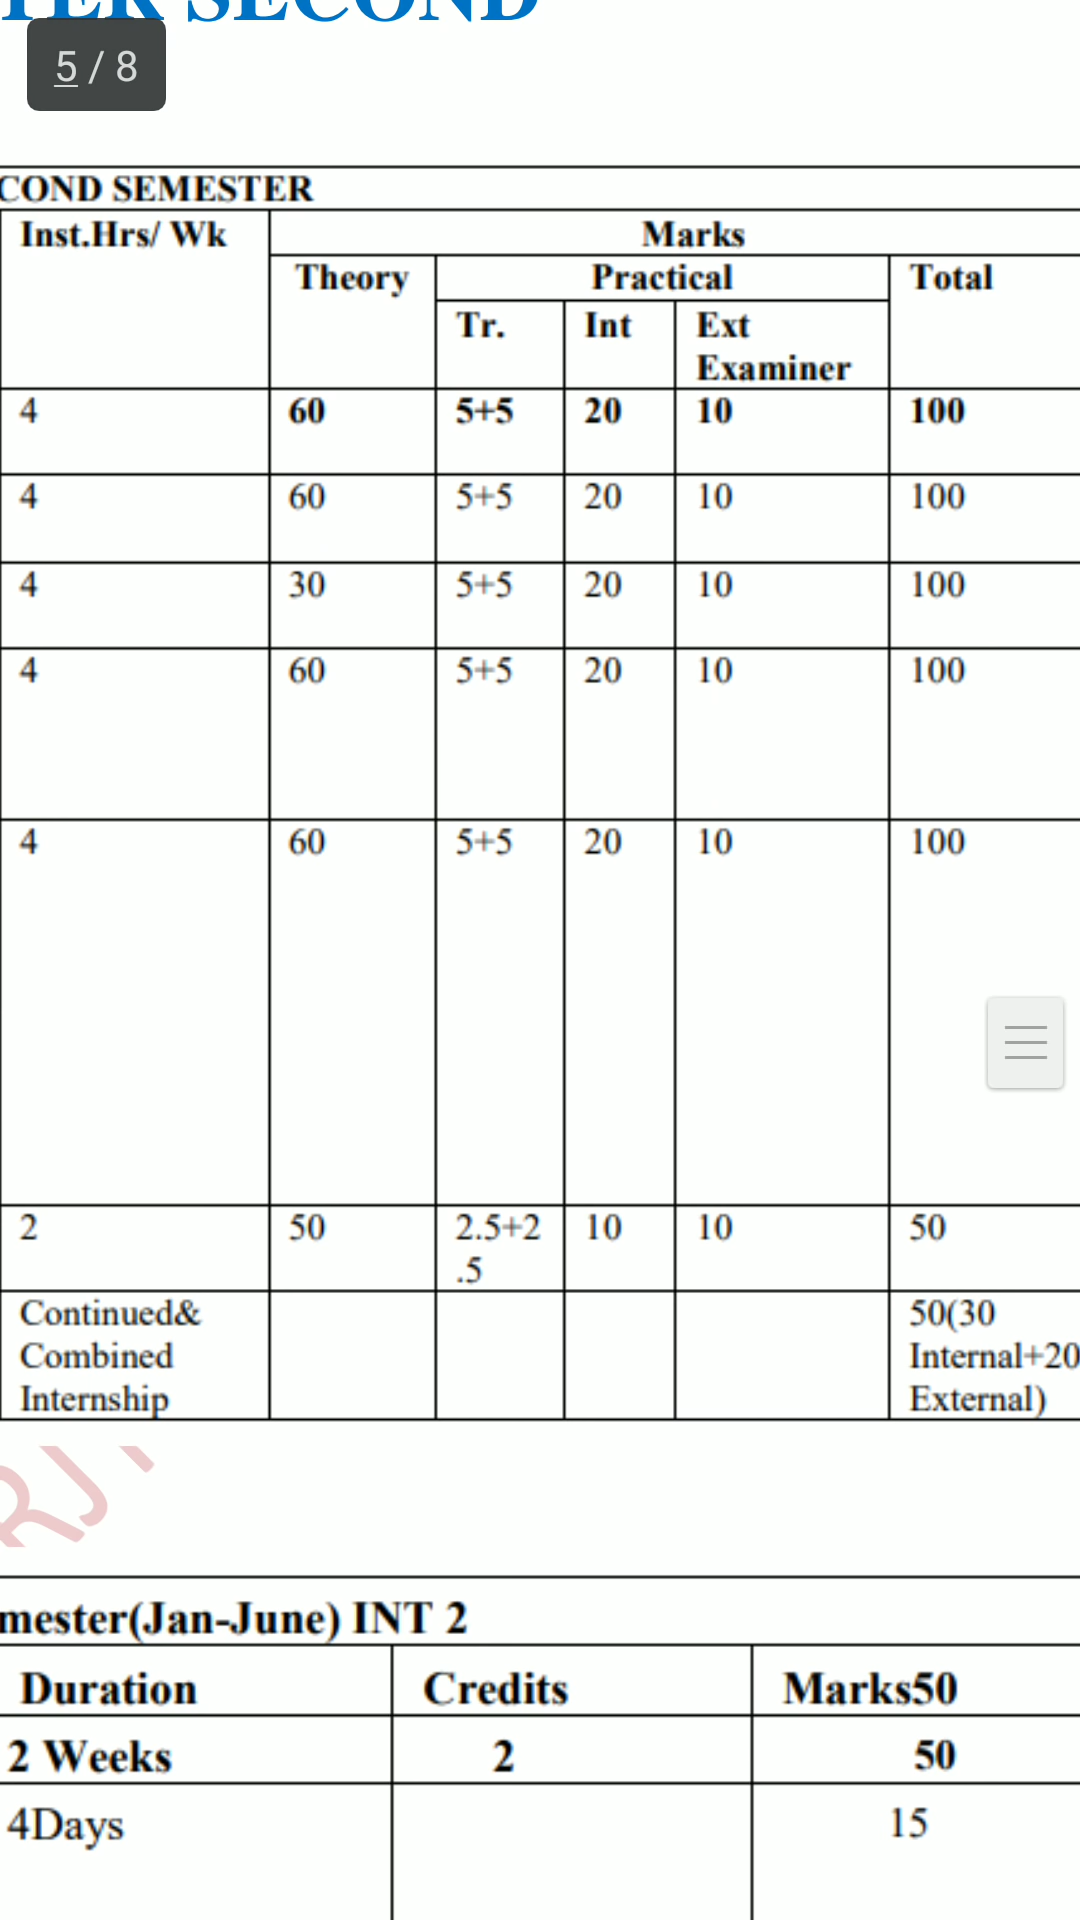 TER SECOND
5 / 8
COND SEMESTER
Inst.Hrs/ Wk
Marks
Theory
Practical
Total
Tr.
Int
Ext
Examiner
4 60 5+5 20 10 100
4 60 5+5 20 10 100
4 30 5+5 20 10 100
4 60 5+5 20 10 100
4 60 5+5 20 10 100
2 50 2.5+2 10 10 50
.5
Continued& 50(30
Combined Internal+20
Internship External)
RJ
mester(Jan-June) INT 2
Duration Credits Marks50
2 Weeks 2 50
4Days 15